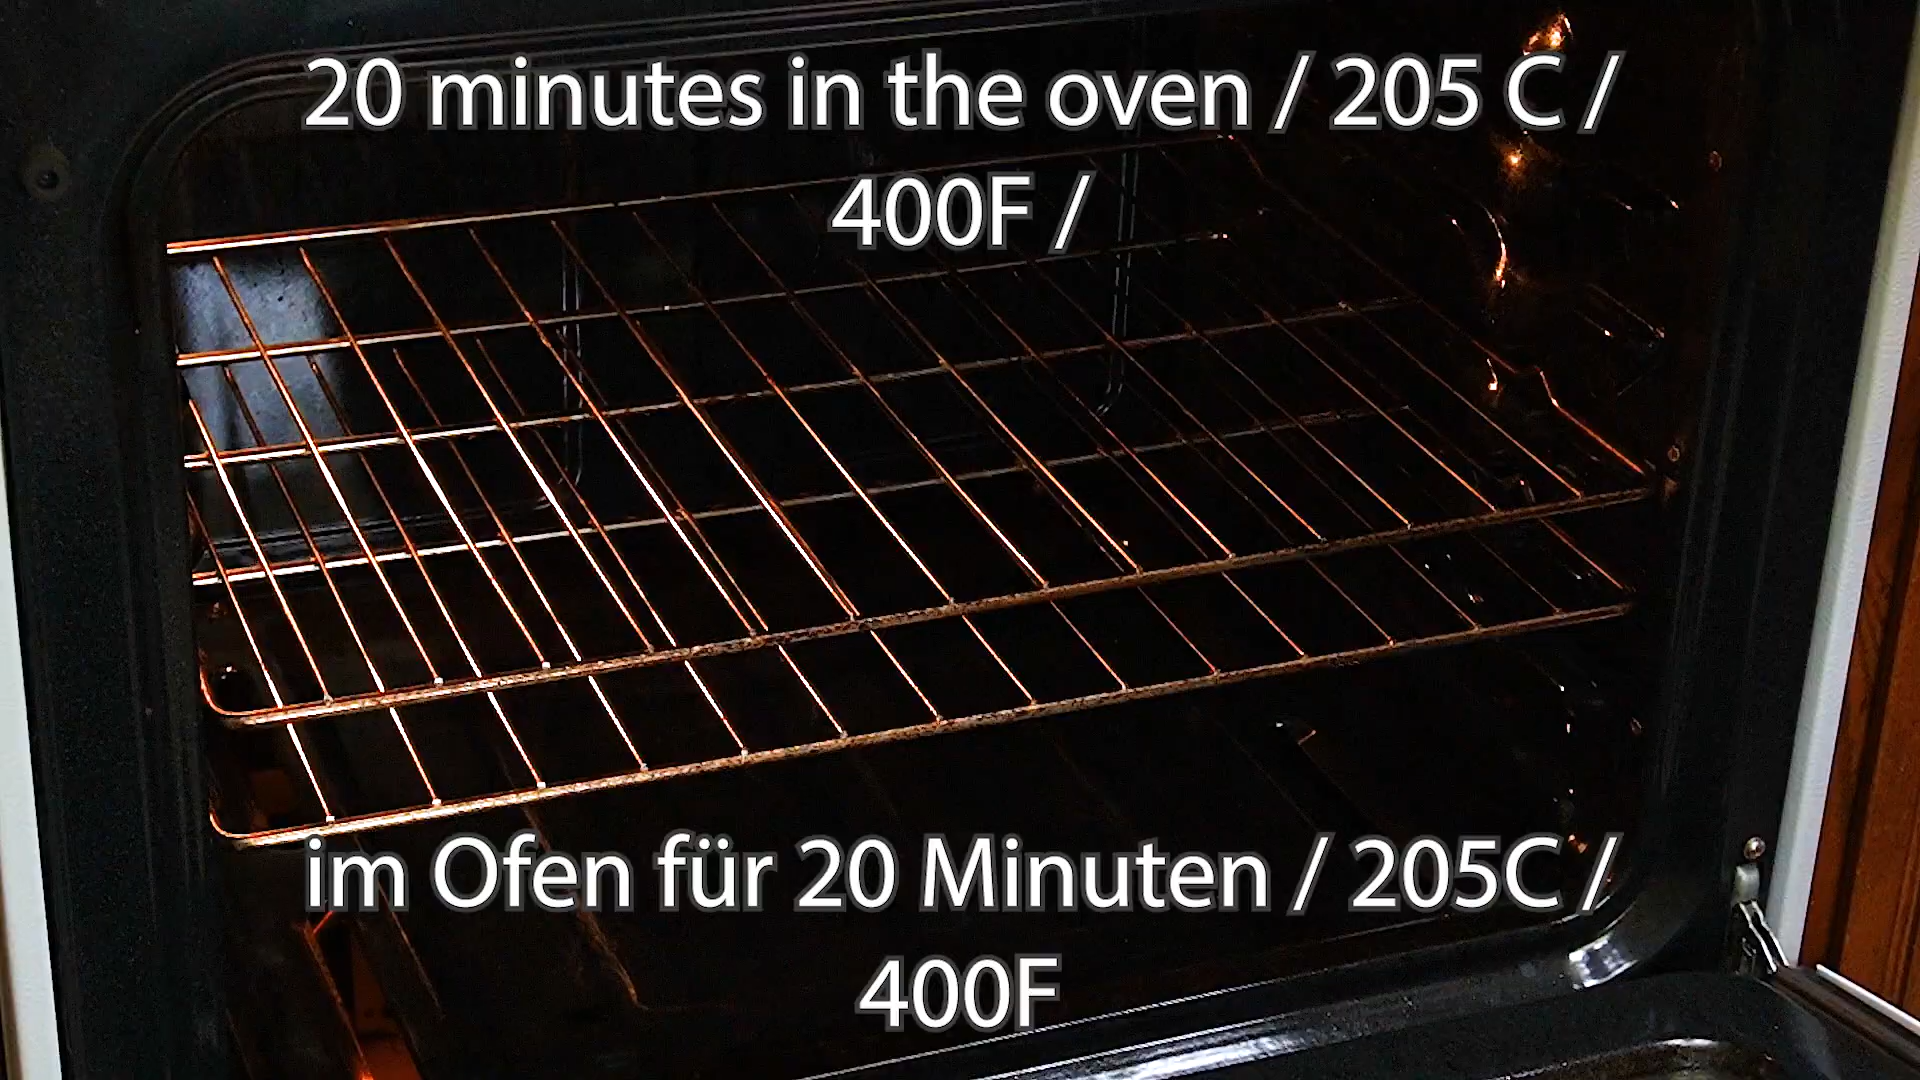 20 minutes in the oven / 205 C /
400F /
im Ofen für 20 Minuten / 205C /
400F